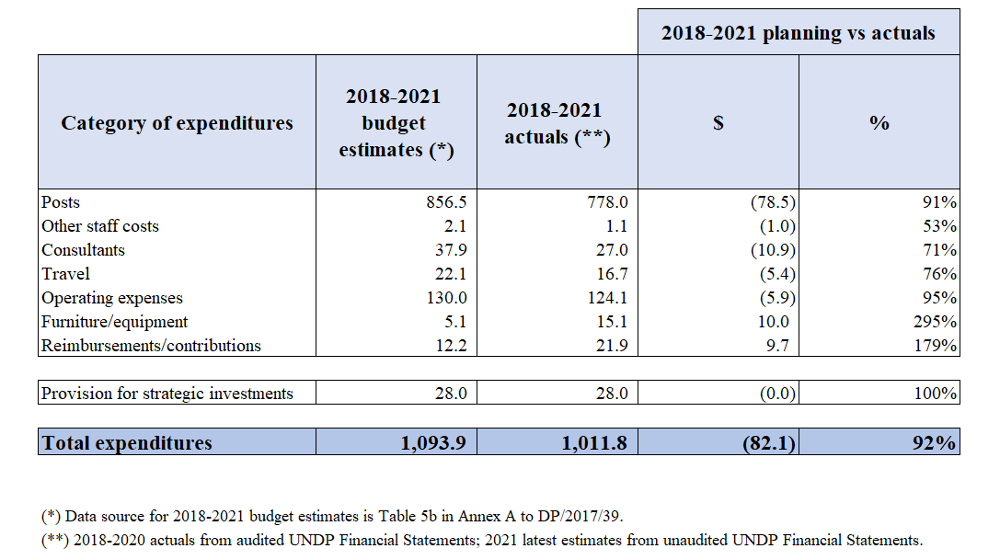 2018-2021 planning vs actuals
Category of expenditures
2018-2021
budget
estimates (*)
2018-2021
actuals (**)
$
%
Posts 856.5 778.0 (78.5) 91%
Other staff costs 2.1 1.1 (1.0) 53%
Consultants 37.9 27.0 (10.9) 71%
Travel 22.1 16.7 (5.4) 76%
Operating expenses 130.0 124.1 (5.9) 95%
Furniture/equipment 5.1 15.1 10.0 295%
Reimbursements/contributions 12.2 21.9 9.7 179%
Provision for strategic investments 28.0 28.0 (0.0) 100%
Total expenditures 1,093.9 1,011.8 (82.1) 92%
(*) Data source for 2018-2021 budget estimates is Table 5b in Annex A to DP/2017/39.
(**) 2018-2020 actuals from audited UNDP Financial Statements; 2021 latest estimates from unaudited UNDP Financial Statements.